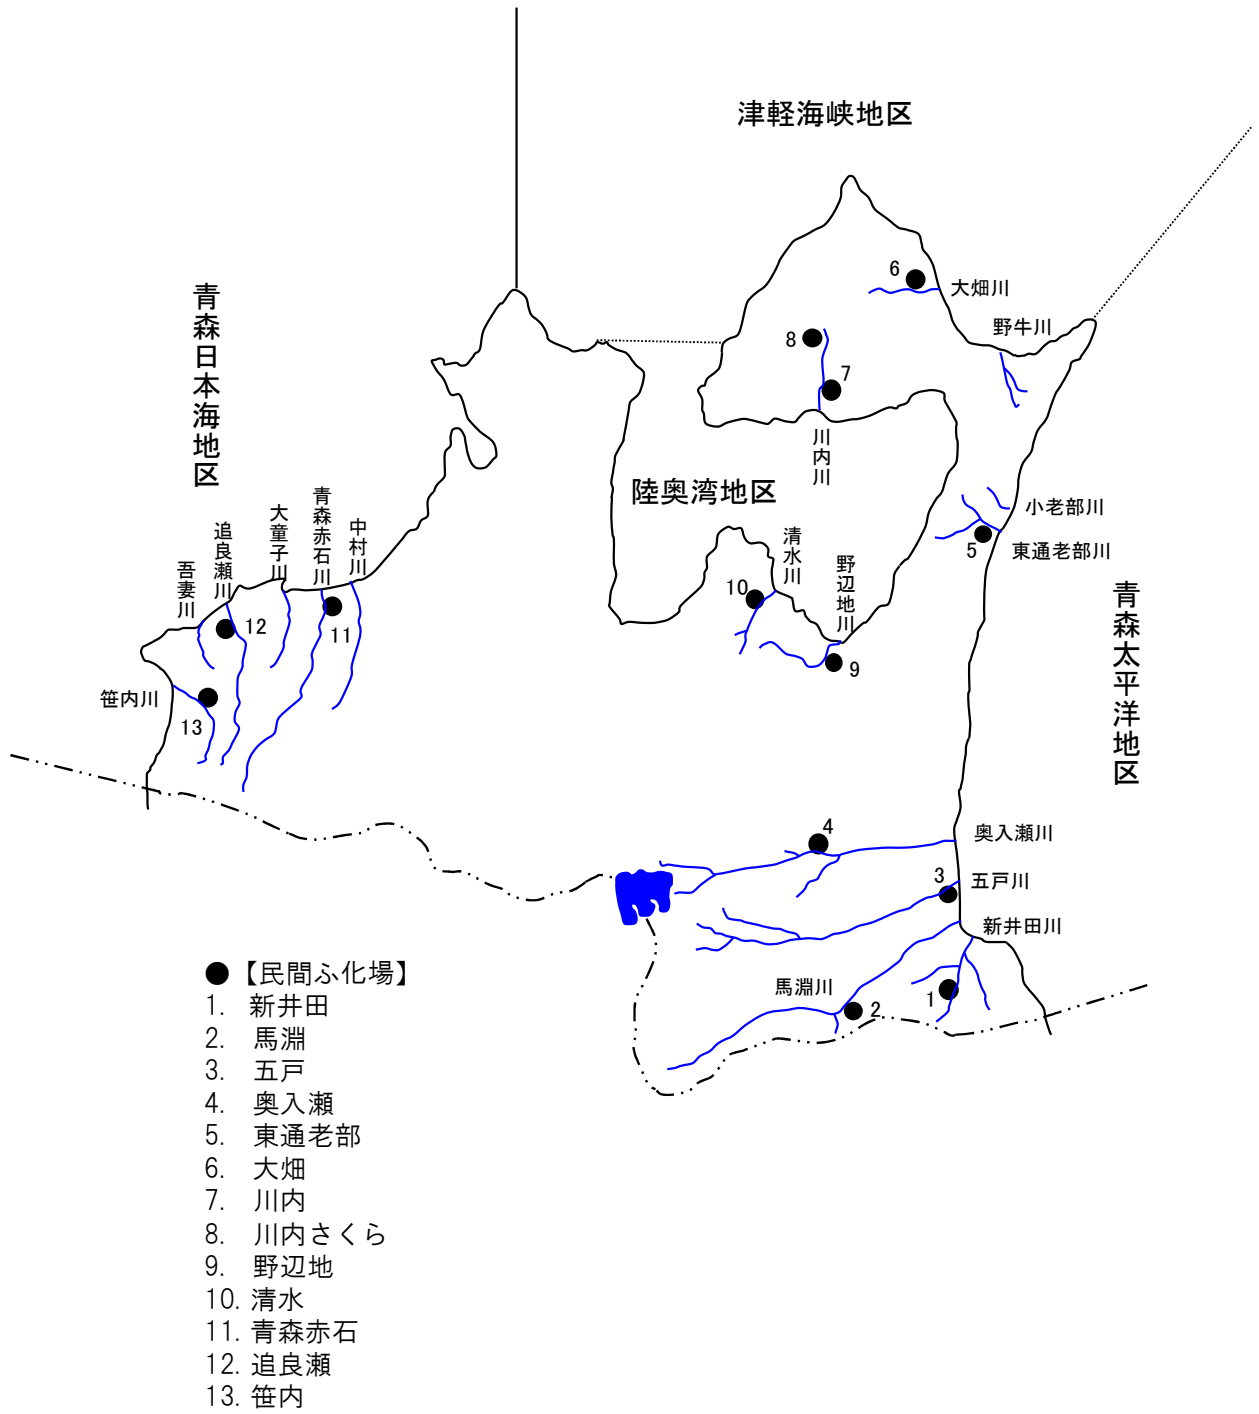 津軽海峡地区
6
大畑川
野牛川
8
7
川内川
青森日本海地区
陸奥湾地区
小老部川
5
東通老部川
清水川
10
野辺地川
9
青森太平洋地区
中村川
青森赤石川
大童子川
追良瀬川
吾妻川
12
11
笹内川
13
4
奥入瀬川
3
五戸川
新井田川
馬淵川
2
1
●【民間ふ化場】
1. 新井田
2. 馬淵
3. 五戸
4. 奥入瀬
5. 東通老部
6. 大畑
7. 川内
8. 川内さくら
9. 野辺地
10. 清水
11. 青森赤石
12. 追良瀬
13. 笹内